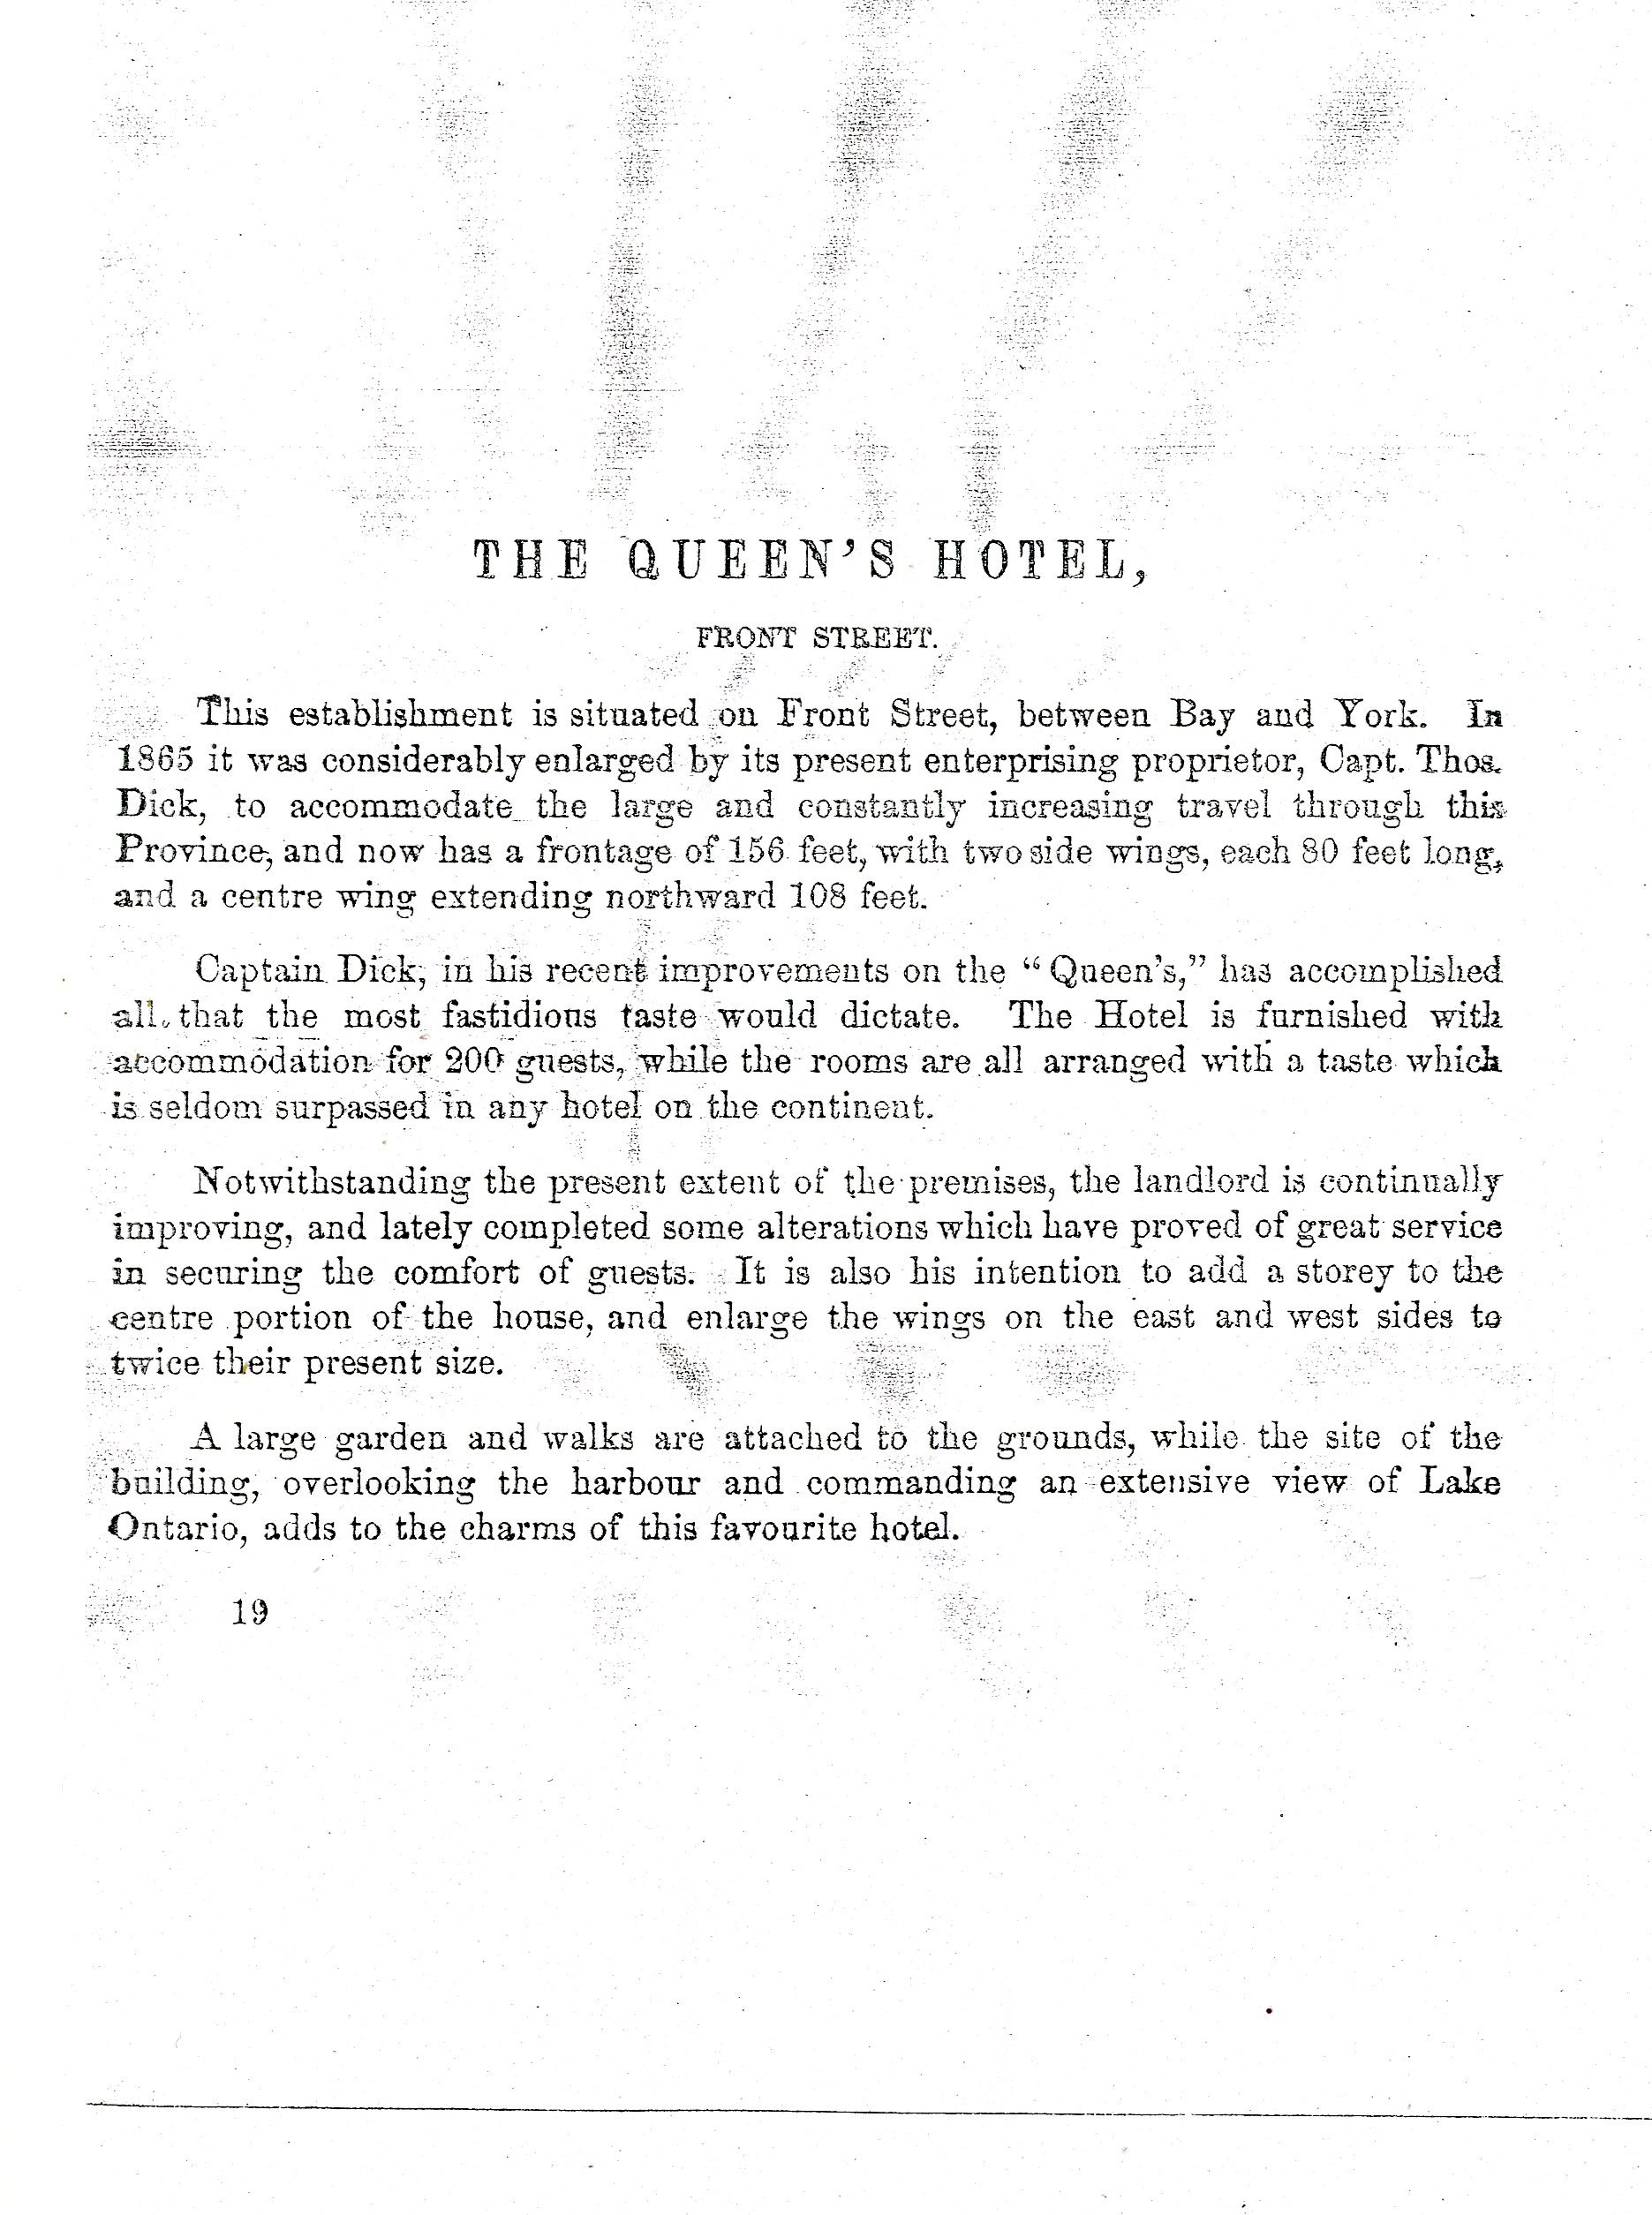 THE QUEEN'S HOTEL,
FRONT STREET.
This establishment is situated on Front Street, between Bay and York. In
1865 it was considerably enlarged by its present enterprising proprietor, Capt. Thos.
Dick, to accommodate the large and constantly increasing travel through this
Province, and now has a frontage of 156 feet, with two side wings, each 80 feet long,
and a centre wing extending northward 108 feet.
Captain Dick, in his recent improvements on the “Queen's,” has accomplished
all that the most fastidious taste would dictate. The Hotel is furnished with
accommodation for 200 guests, while the rooms are all arranged with a taste which
is seldom surpassed in any hotel on the continent.
Notwithstanding the present extent of the premises, the landlord is continually
improving, and lately completed some alterations which have proved of great service
in securing the comfort of guests. It is also his intention to add a storey to the
centre portion of the house, and enlarge the wings on the east and west sides to
twice their present size.
A large garden and walks are attached to the grounds, while the site of the
building, overlooking the harbour and commanding an extensive view of Lake
Ontario, adds to the charms of this favourite hotel.
19